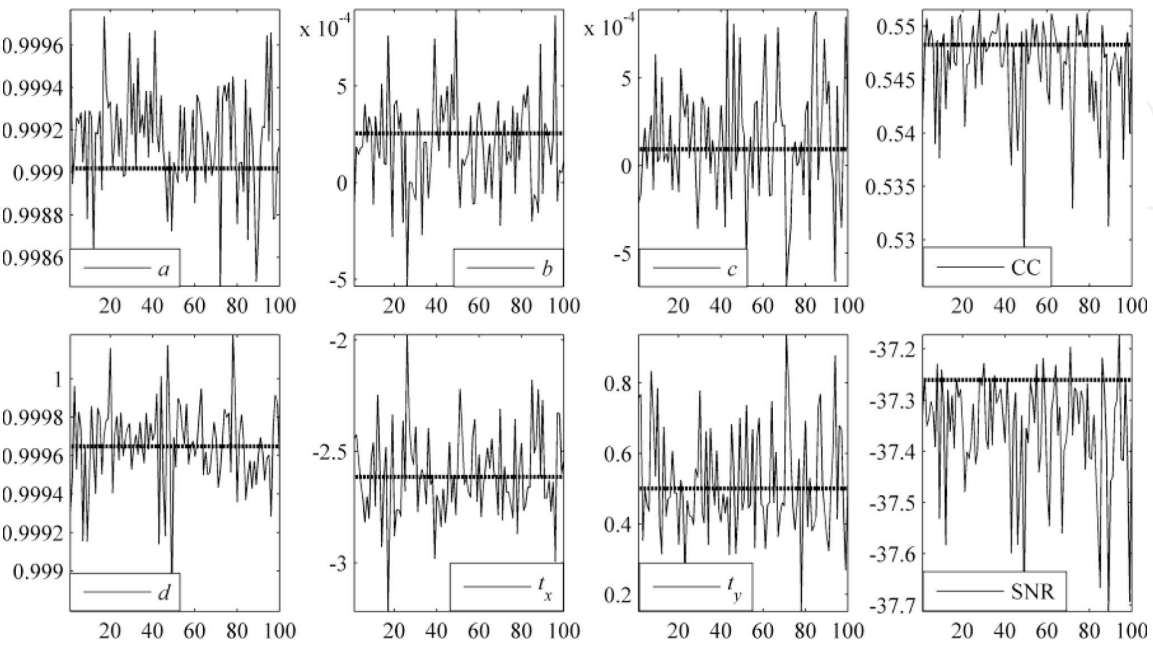 0.9996
0.9994
0.9992
0.999
0.9988
0.9986
a
20 40 60 80 100
x 10⁻⁴
5
0
-5
b
20 40 60 80 100
x 10⁻⁴
5
0
-5
c
20 40 60 80 100
0.55
0.545
0.54
0.535
0.53
CC
20 40 60 80 100
1
0.9998
0.9996
0.9994
0.9992
0.999
d
20 40 60 80 100
-2
-2.5
-3
t_x
20 40 60 80 100
0.8
0.6
0.4
0.2
t_y
20 40 60 80 100
-37.2
-37.3
-37.4
-37.5
-37.6
-37.7
SNR
20 40 60 80 100